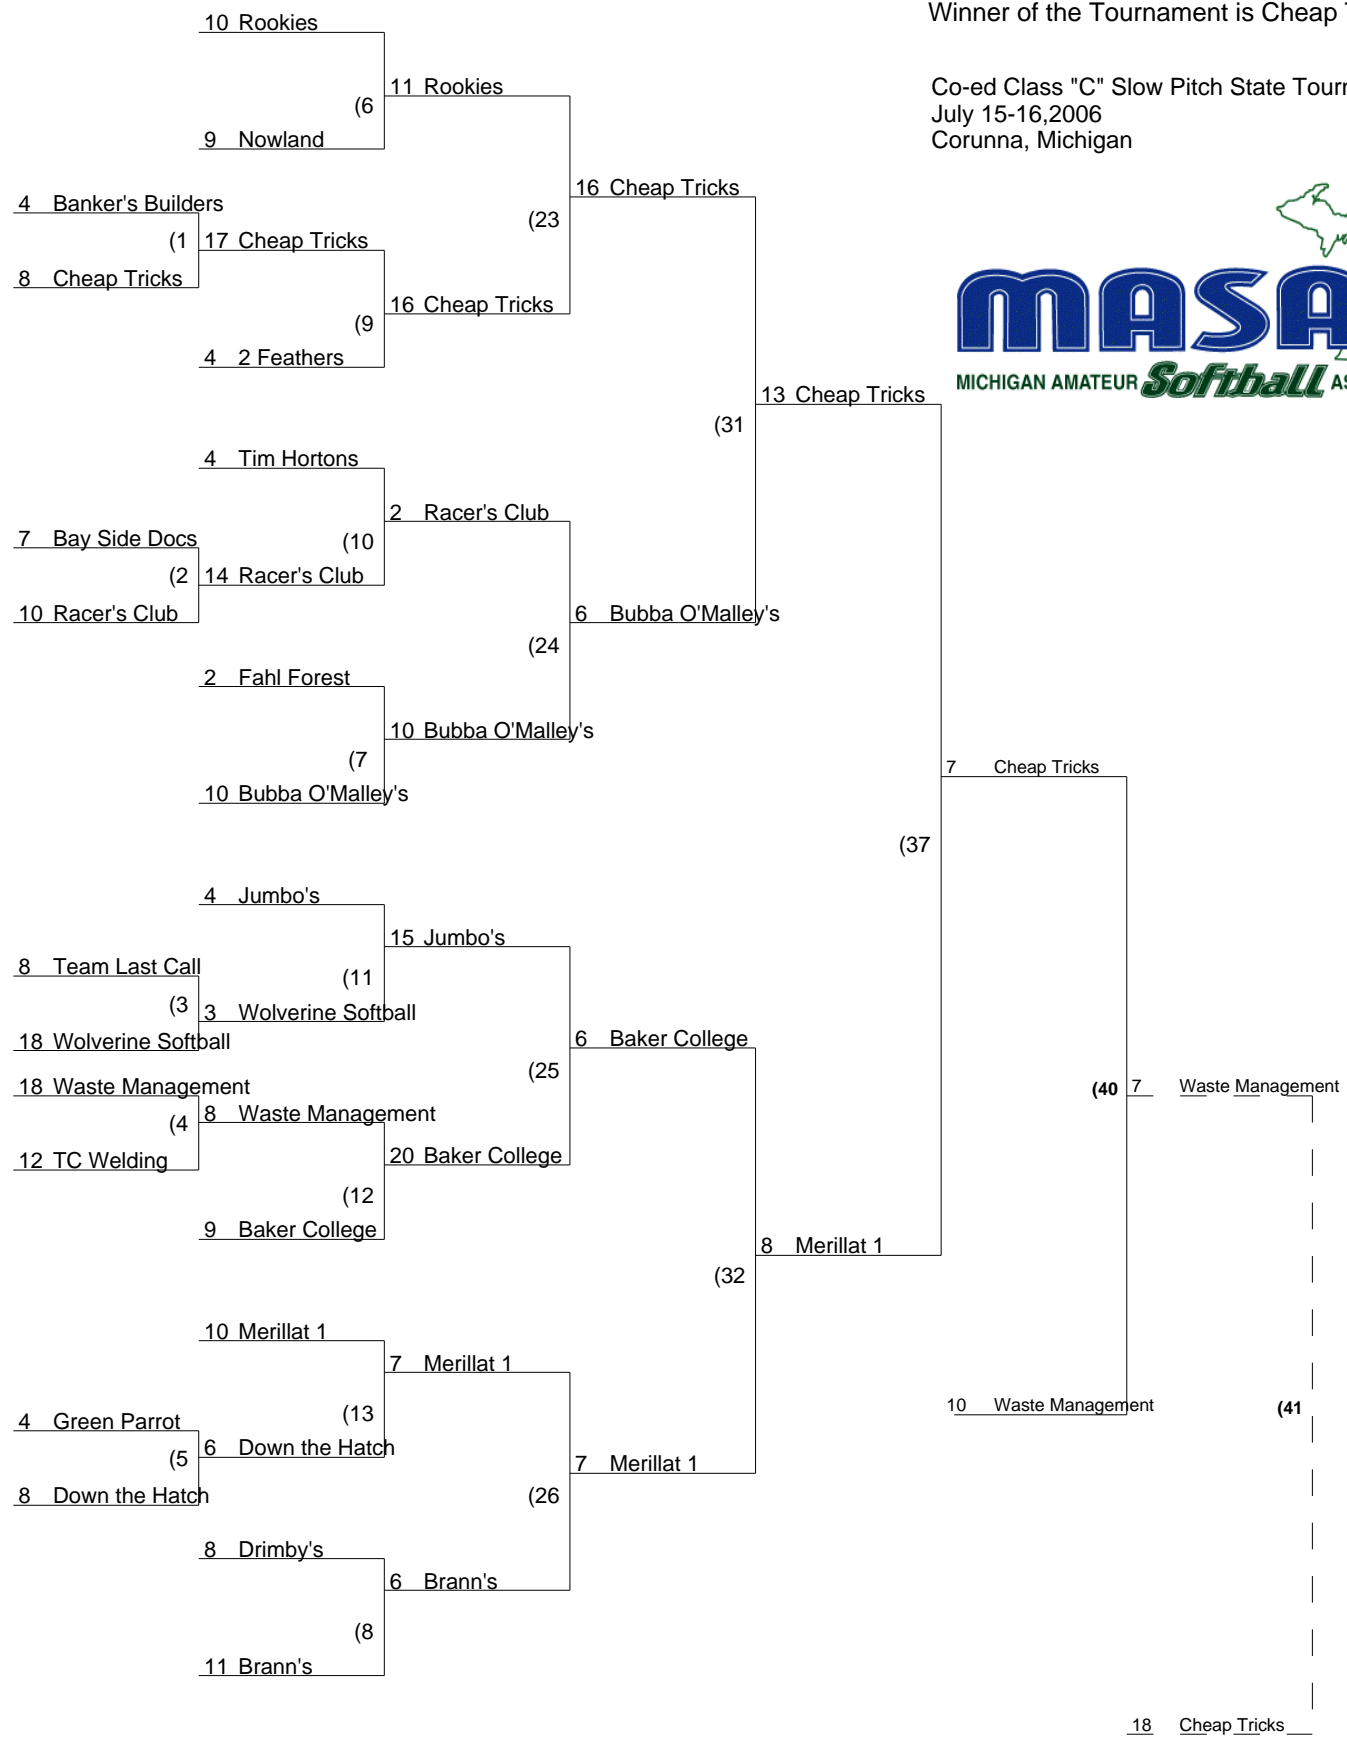 Winner of the Tournament is Cheap
Co-ed Class "C" Slow Pitch State
July 15-16,2006
Corunna, Michigan
MASA
MICHIGAN AMATEUR Softball
10 Rookies
11 Rookies
(6
9 Nowland
16 Cheap Tricks
4 Banker's Builders
(23
(1 17 Cheap Tricks
8 Cheap Tricks
16 Cheap Tricks
(9
4 2 Feathers
13 Cheap Tricks
(31
4 Tim Hortons
2 Racer's Club
7 Bay Side Docs
(10
(2 14 Racer's Club
10 Racer's Club
6 Bubba O'Malley's
(24
2 Fahl Forest
10 Bubba O'Malley's
(7
7 Cheap Tricks
10 Bubba O'Malley's
(37
4 Jumbo's
15 Jumbo's
8 Team Last Call
(11
(3 3 Wolverine Softball
18 Wolverine Softball
6 Baker College
(25
18 Waste Management
(40 7 Waste Management
(4 8 Waste Management
12 TC Welding
20 Baker College
(12
9 Baker College
8 Merillat 1
(32
10 Merillat 1
7 Merillat 1
10 Waste Management
(41
4 Green Parrot
(13
(5 6 Down the Hatch
7 Merillat 1
8 Down the Hatch
(26
8 Drimby's
6 Brann's
(8
11 Brann's
18 Cheap Tricks